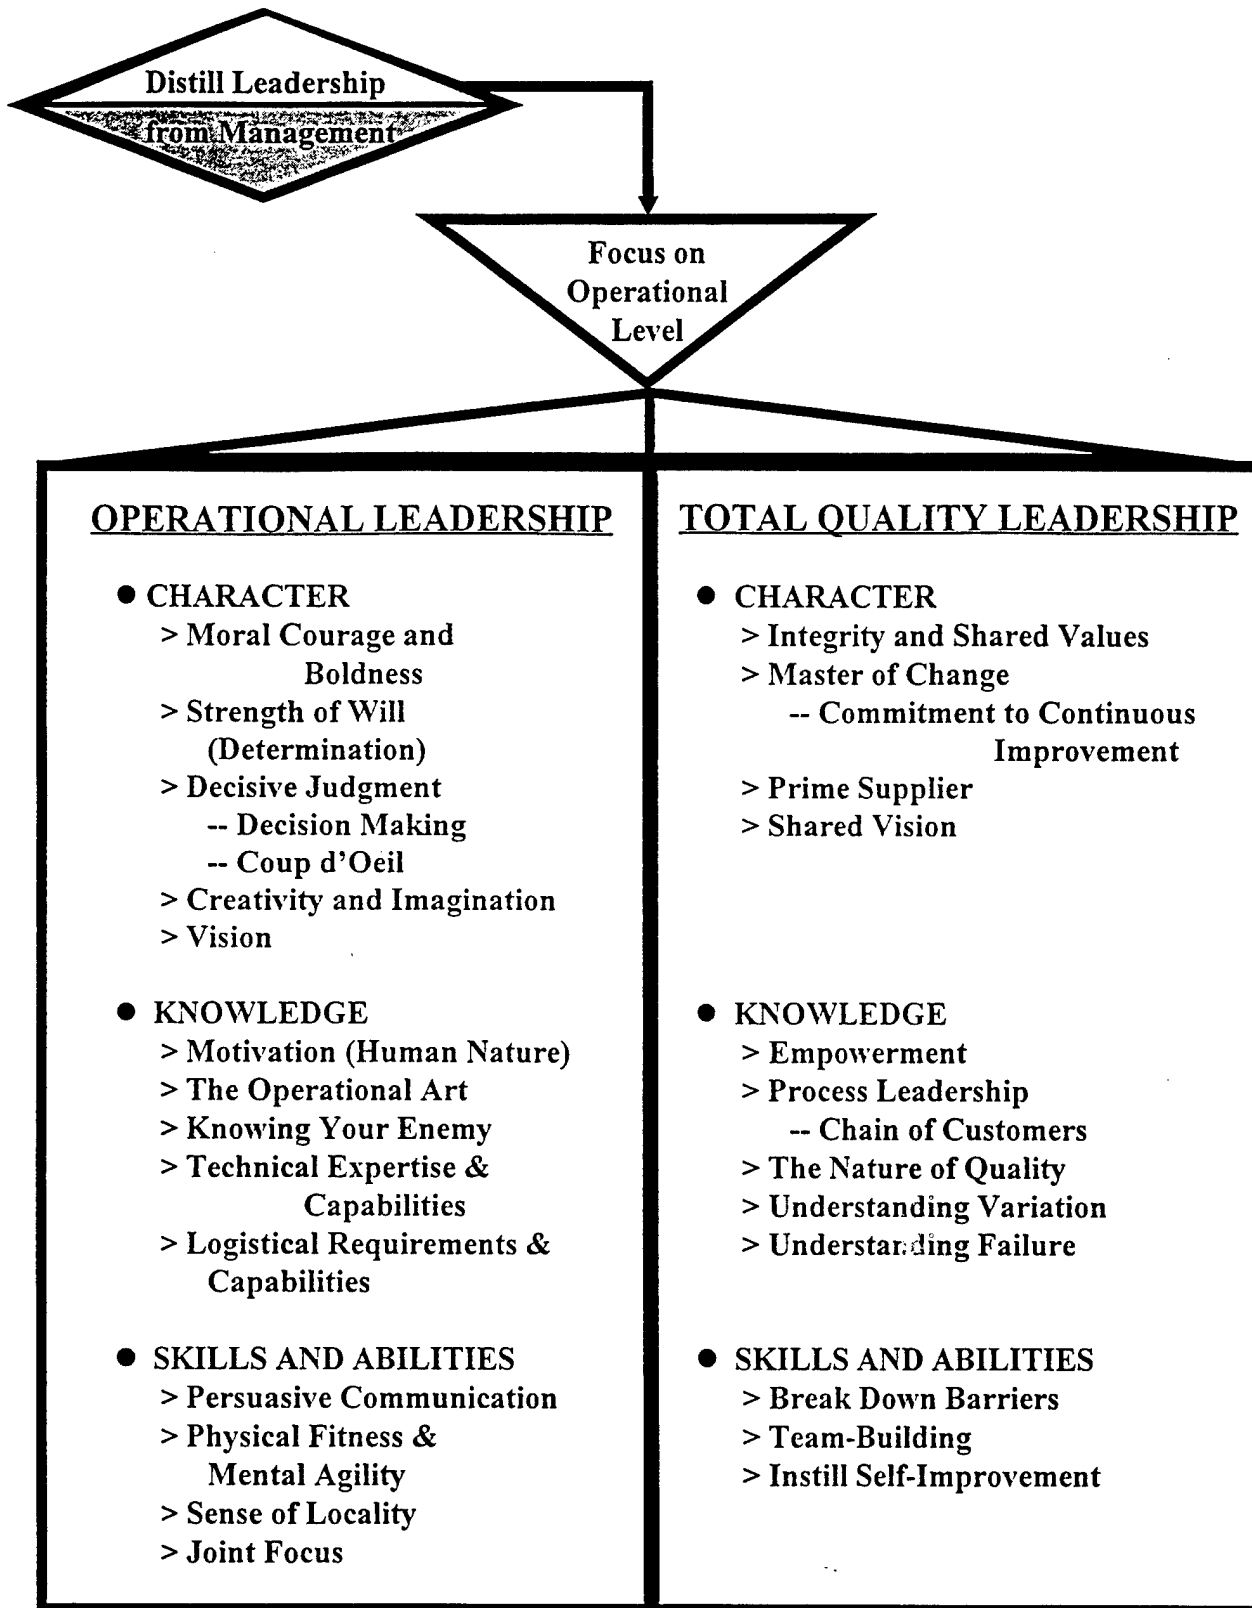 Distill Leadership
from Management
Focus on
Operational
Level
OPERATIONAL LEADERSHIP
● CHARACTER
> Moral Courage and
Boldness
> Strength of Will
(Determination)
> Decisive Judgment
-- Decision Making
-- Coup d'Oeil
> Creativity and Imagination
> Vision
● KNOWLEDGE
> Motivation (Human Nature)
> The Operational Art
> Knowing Your Enemy
> Technical Expertise &
Capabilities
> Logistical Requirements &
Capabilities
● SKILLS AND ABILITIES
> Persuasive Communication
> Physical Fitness &
Mental Agility
> Sense of Locality
> Joint Focus
TOTAL QUALITY LEADERSHIP
● CHARACTER
> Integrity and Shared Values
> Master of Change
-- Commitment to Continuous
Improvement
> Prime Supplier
> Shared Vision
● KNOWLEDGE
> Empowerment
> Process Leadership
-- Chain of Customers
> The Nature of Quality
> Understanding Variation
> Understanding Failure
● SKILLS AND ABILITIES
> Break Down Barriers
> Team-Building
> Instill Self-Improvement